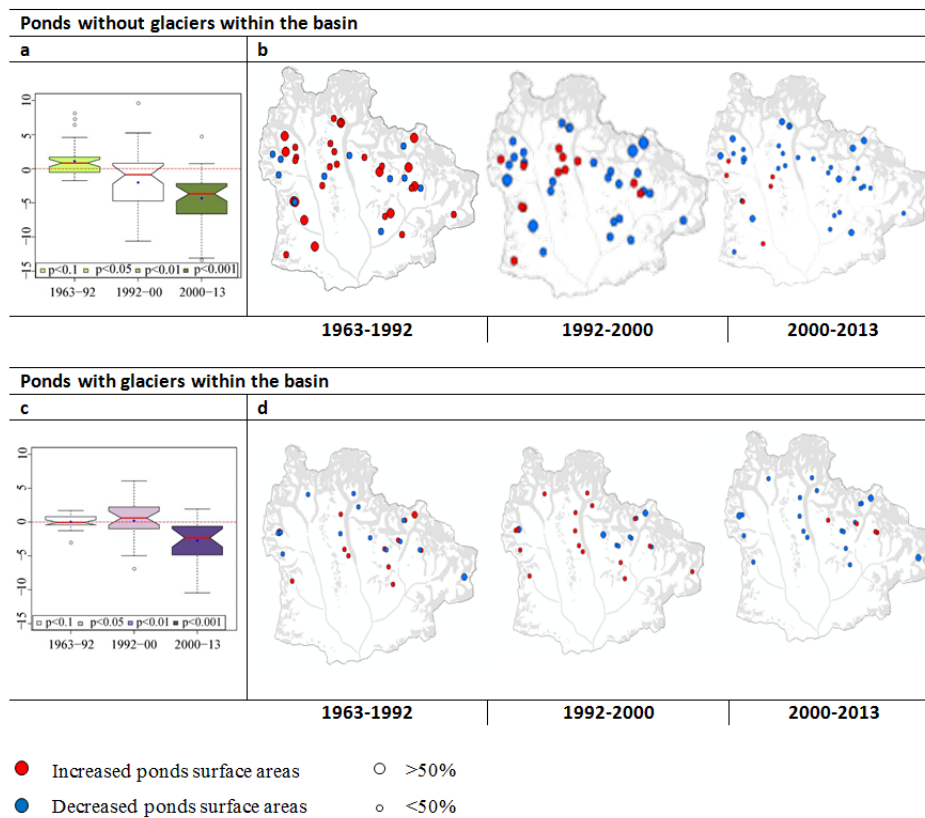 Ponds without glaciers within the basin
a b
10
5
0
−5
−10
−15
p<0.1 p<0.05 p<0.01 p<0.001
1963−92 1992−00 2000−13
1963-1992 1992-2000 2000-2013
Ponds with glaciers within the basin
c d
10
5
0
−5
−10
−15
p<0.1 p<0.05 p<0.01 p<0.001
1963−92 1992−00 2000−13
1963-1992 1992-2000 2000-2013
Increased ponds surface areas >50%
Decreased ponds surface areas <50%